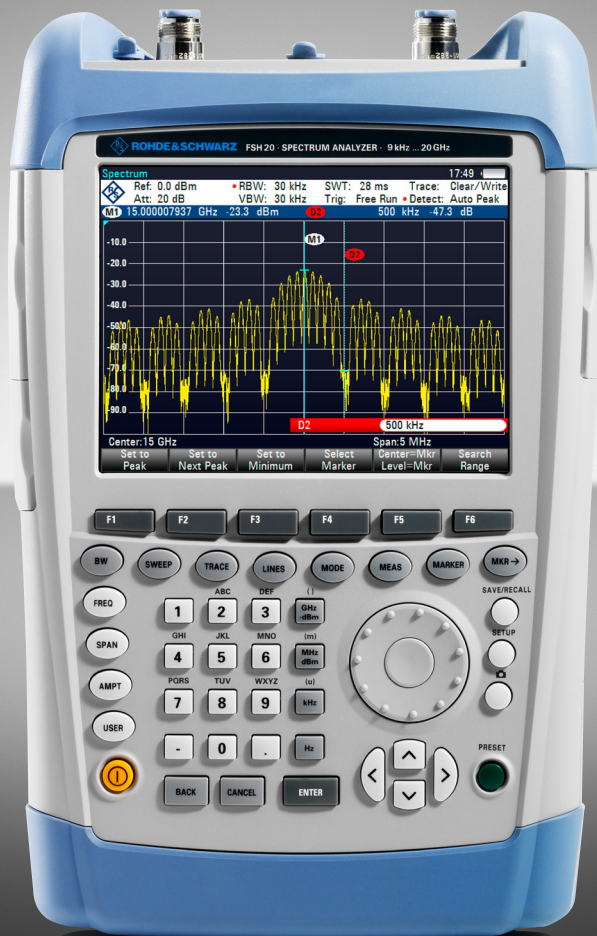 ROHDE&SCHWARZ FSH20 · SPECTRUM ANALYZER · 9 kHz ... 20 GHz
Spectrum 17:49
Ref: 0.0 dBm RBW: 30 kHz SWT: 28 ms Trace: Clear/Write
Att: 20 dB VBW: 30 kHz Trig: Free Run Detect: Auto Peak
M1 15.000007937 GHz -23.3 dBm D2 500 kHz -47.3 dB
M1
-10.0
D2
-20.0
-30.0
-40.0
-50.0
-60.0
-70.0
-80.0
-90.0
D2 500 kHz
Center:15 GHz Span:5 MHz
Set to Set to Set to Select Center=Mkr Search
Peak Next Peak Minimum Marker Level=Mkr Range
F1 F2 F3 F4 F5 F6
BW SWEEP TRACE LINES MODE MEAS MARKER MKR→
SAVE/RECALL
ABC DEF ( )
FREQ 1 2 3 GHz
-dBm
SETUP
GHI JKL MNO (m)
SPAN 4 5 6 MHz
dBm
PQRS TUV WXYZ (u)
AMPT 7 8 9 kHz
USER - 0 . Hz
PRESET
BACK CANCEL ENTER